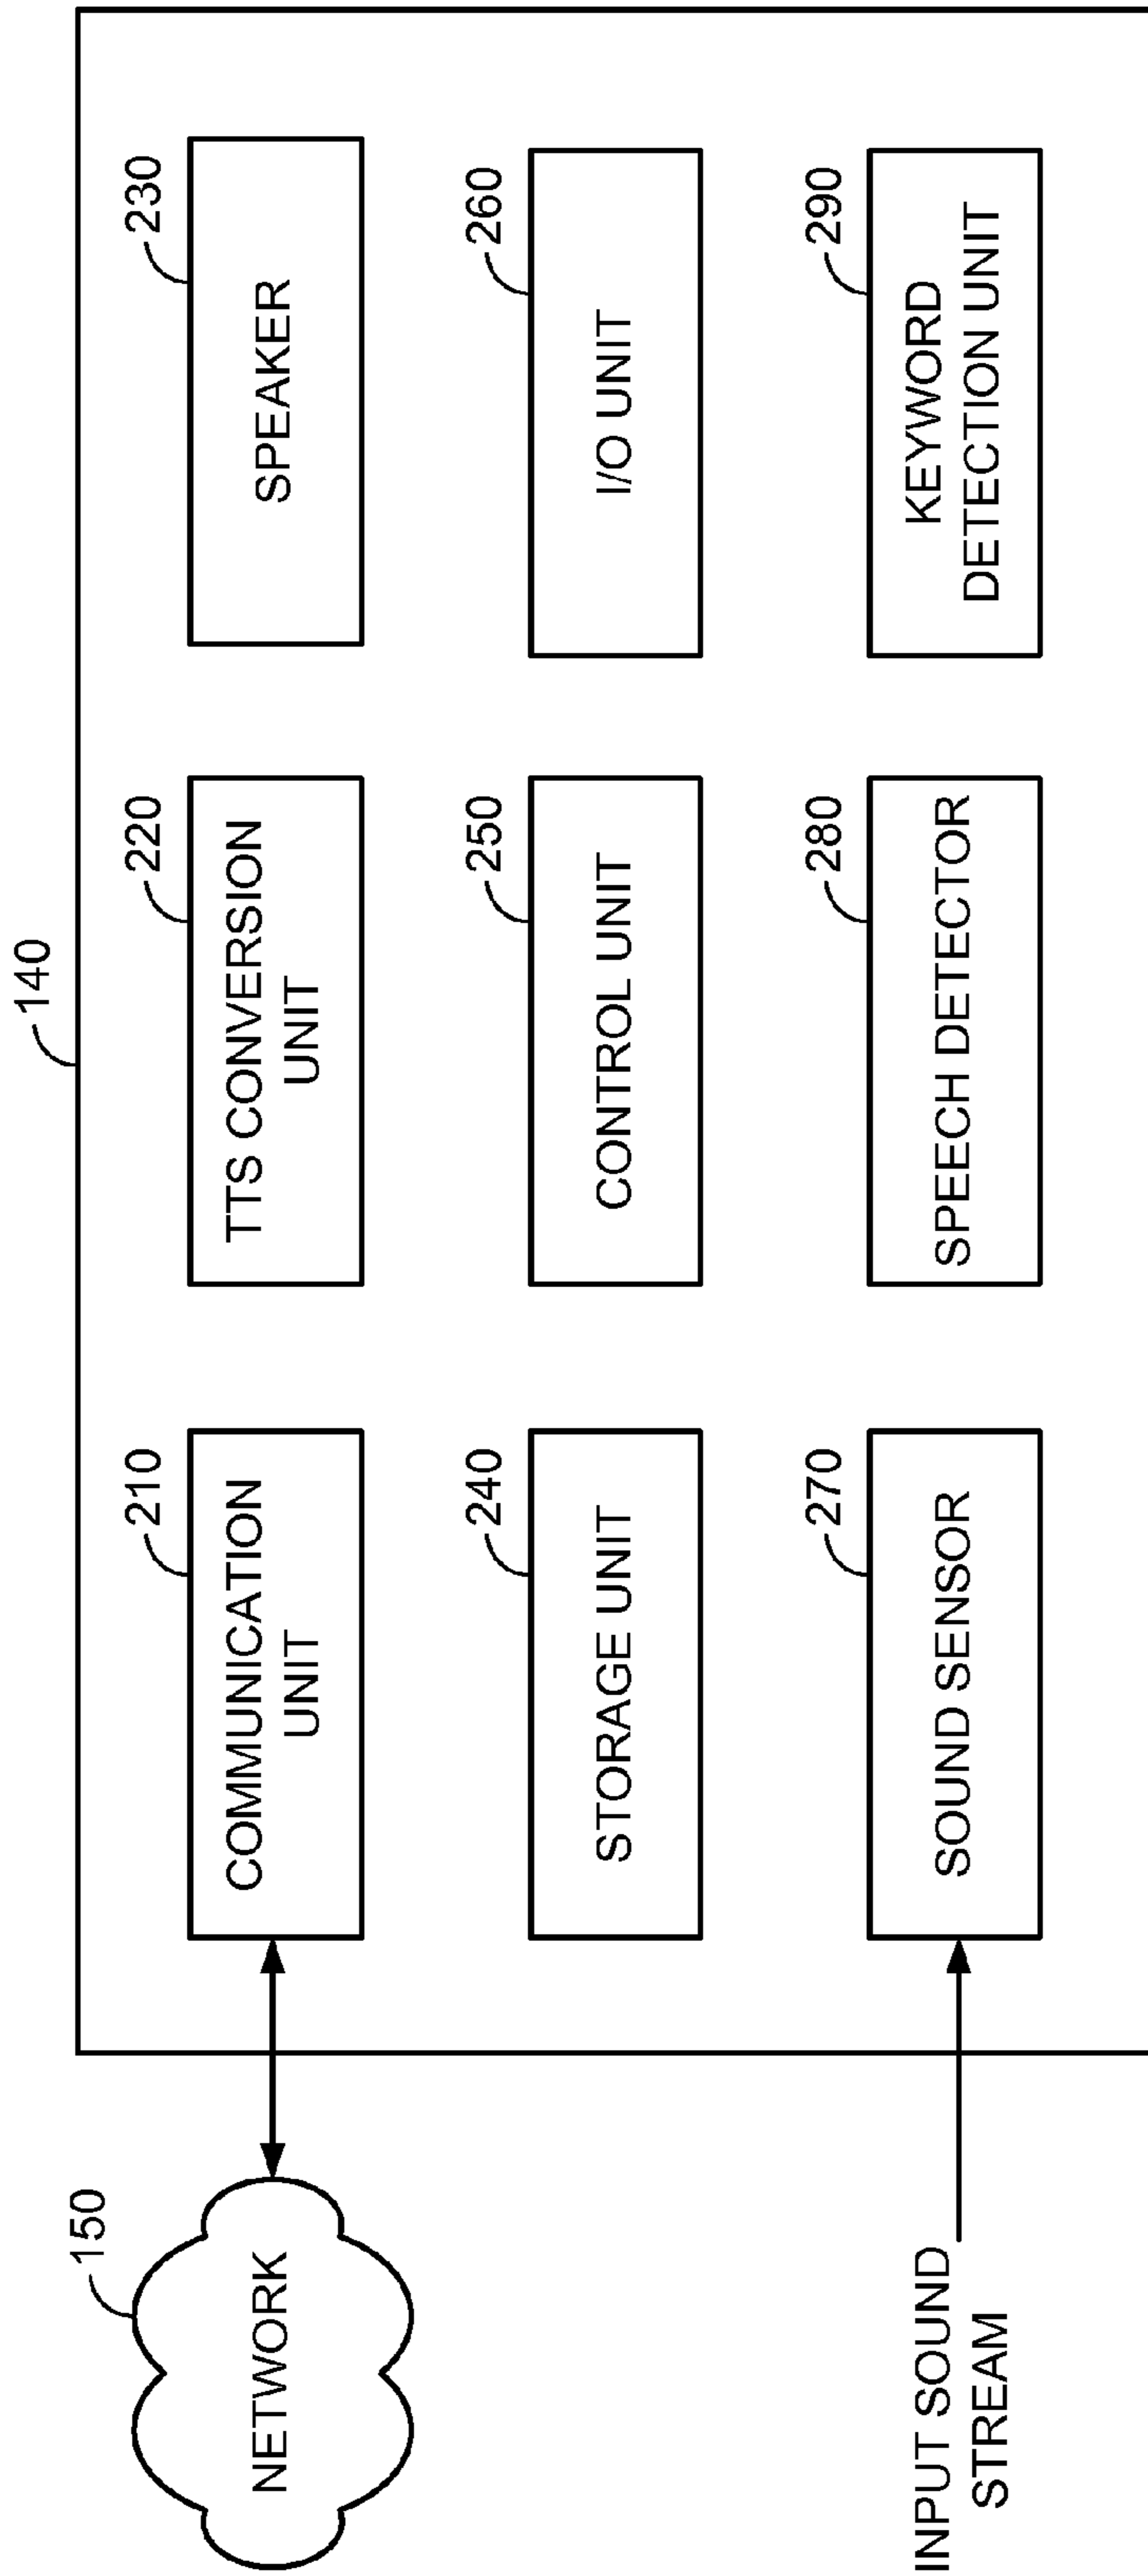 140
150
NETWORK
210
COMMUNICATION
UNIT
220
TTS CONVERSION
UNIT
230
SPEAKER
240
STORAGE UNIT
250
CONTROL UNIT
260
I/O UNIT
INPUT SOUND
STREAM
270
SOUND SENSOR
280
SPEECH DETECTOR
290
KEYWORD
DETECTION UNIT